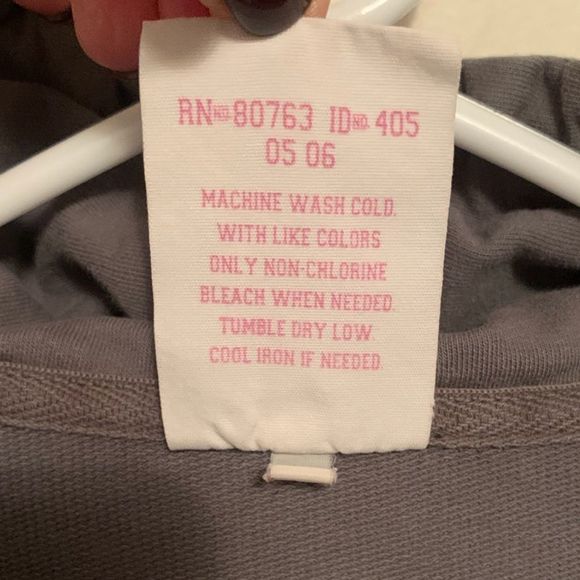 RN NO. 80763 ID NO. 405
05 06
MACHINE WASH COLD.
WITH LIKE COLORS
ONLY NON-CHLORINE
BLEACH WHEN NEEDED.
TUMBLE DRY LOW.
COOL IRON IF NEEDED.